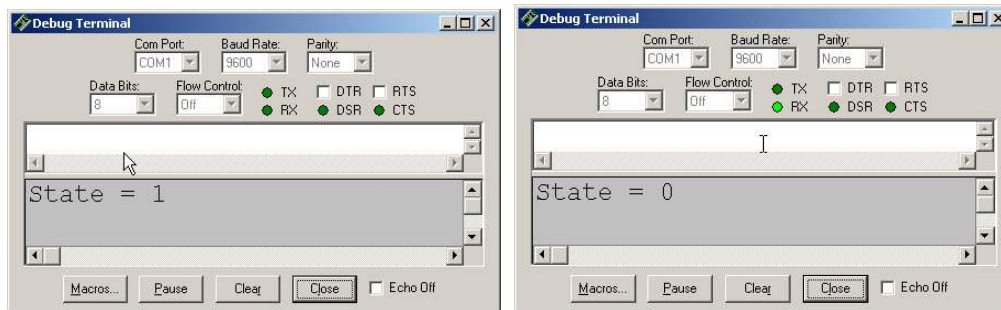 Debug Terminal
Com Port: Baud Rate: Parity:
COM1 9600 None
Data Bits: Flow Control:
8 Off
TX DTR RTS
RX DSR CTS
State = 1
Macros... Pause Clear Close Echo Off
Debug Terminal
Com Port: Baud Rate: Parity:
COM1 9600 None
Data Bits: Flow Control:
8 Off
TX DTR RTS
RX DSR CTS
State = 0
Macros... Pause Clear Close Echo Off